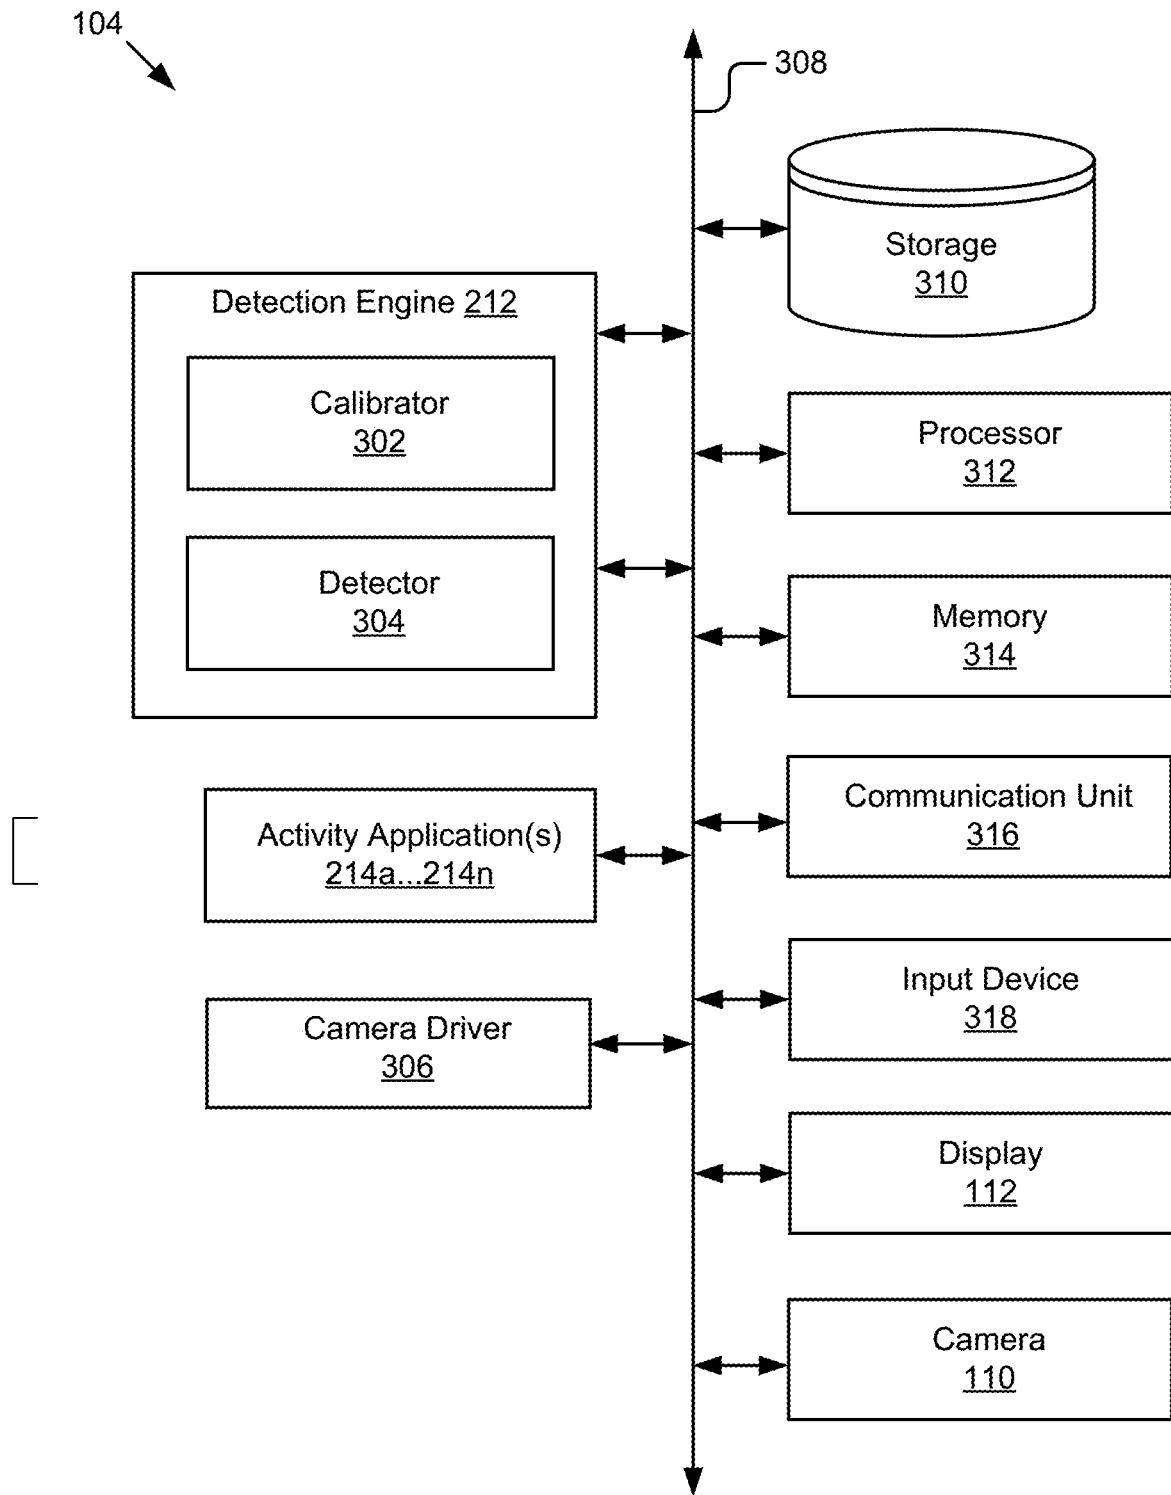 104
308
Storage
310
Detection Engine 212
Calibrator
302
Processor
312
Detector
304
Memory
314
Communication Unit
316
Activity Application(s)
214a...214n
Input Device
318
Camera Driver
306
Display
112
Camera
110